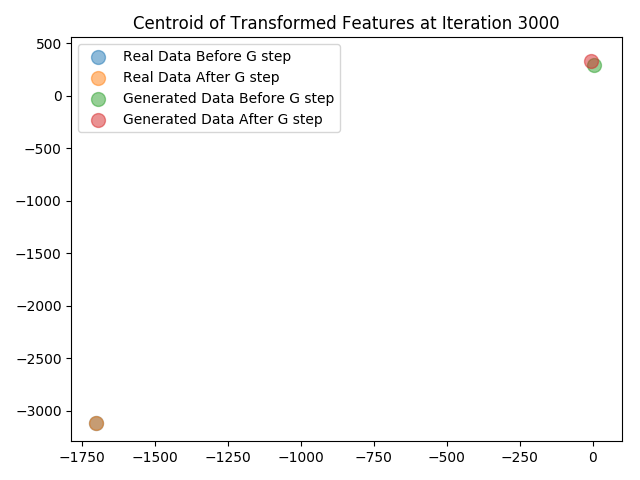 Centroid of Transformed Features at Iteration 3000
Real Data Before G step
Real Data After G step
Generated Data Before G step
Generated Data After G step
500
0
−500
−1000
−1500
−2000
−2500
−3000
−1750 −1500 −1250 −1000 −750 −500 −250 0